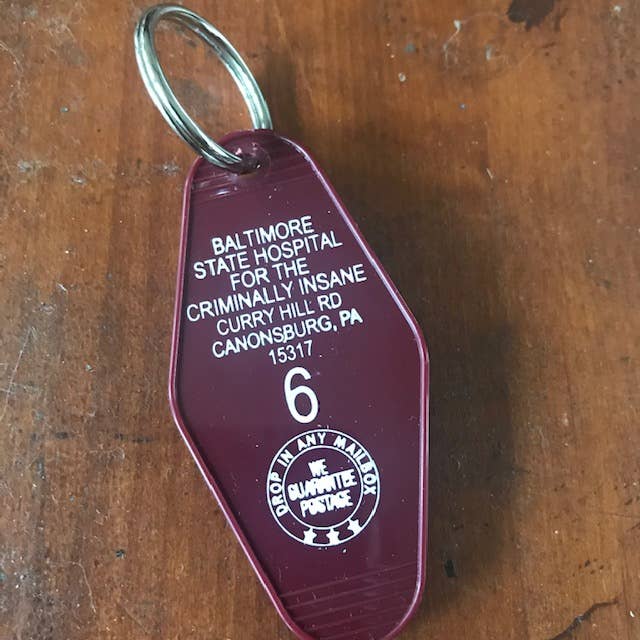 BALTIMORE
STATE HOSPITAL
FOR THE
CRIMINALLY INSANE
CURRY HILL RD
CANONSBURG, PA
15317
6
DROP IN ANY MAILBOX
WE
GUARANTEE
POSTAGE